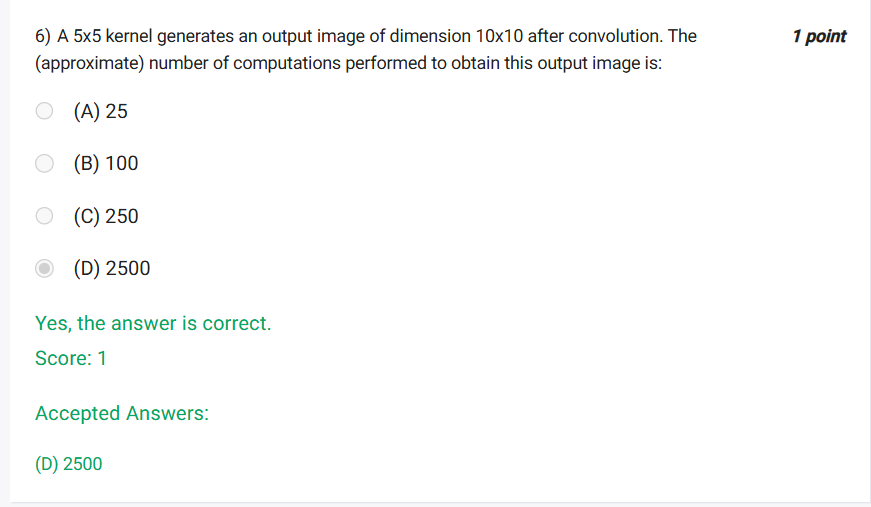 6) A 5x5 kernel generates an output image of dimension 10x10 after convolution. The
1 point
(approximate) number of computations performed to obtain this output image is:
(A) 25
(B) 100
(C) 250
(D) 2500
Yes, the answer is correct.
Score: 1
Accepted Answers:
(D) 2500